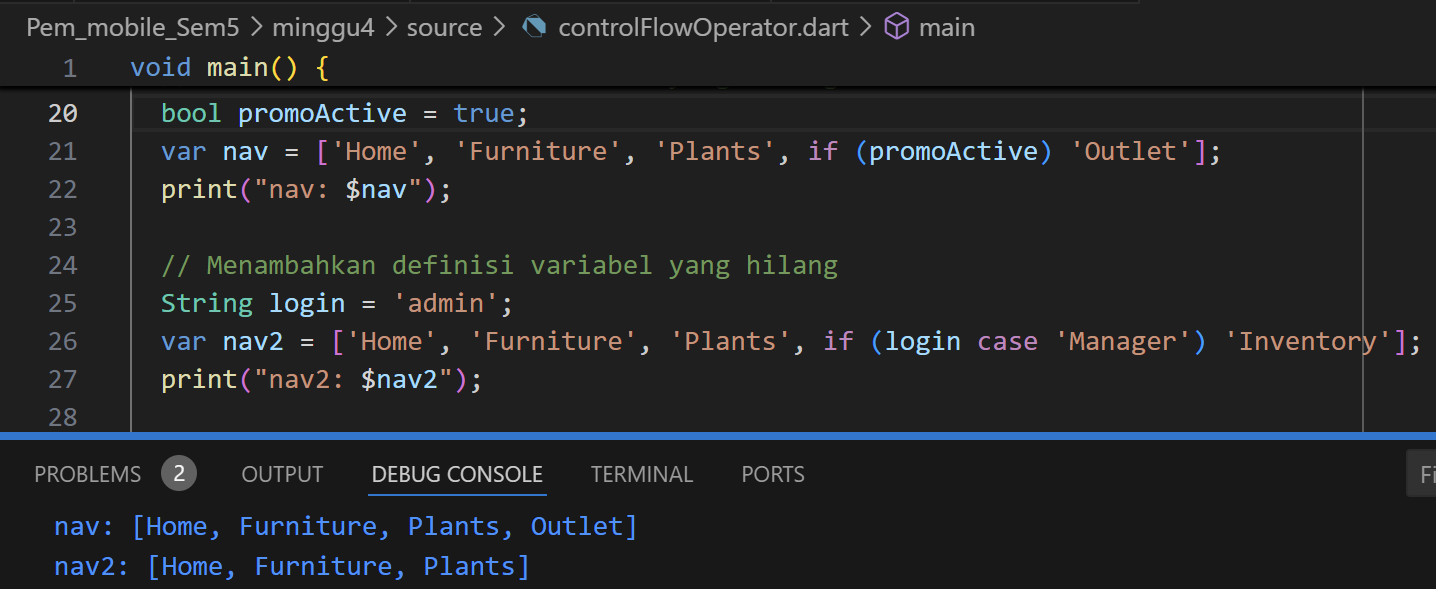 Pem_mobile_Sem5 > minggu4 > source > controlFlowOperator.dart > main
1 void main() {
20 bool promoActive = true;
21 var nav = ['Home', 'Furniture', 'Plants', if (promoActive) 'Outlet'];
22 print("nav: $nav");
23
24 // Menambahkan definisi variabel yang hilang
25 String login = 'admin';
26 var nav2 = ['Home', 'Furniture', 'Plants', if (login case 'Manager') 'Inventory'];
27 print("nav2: $nav2");
28
PROBLEMS 2 OUTPUT DEBUG CONSOLE TERMINAL PORTS Fi
nav: [Home, Furniture, Plants, Outlet]
nav2: [Home, Furniture, Plants]